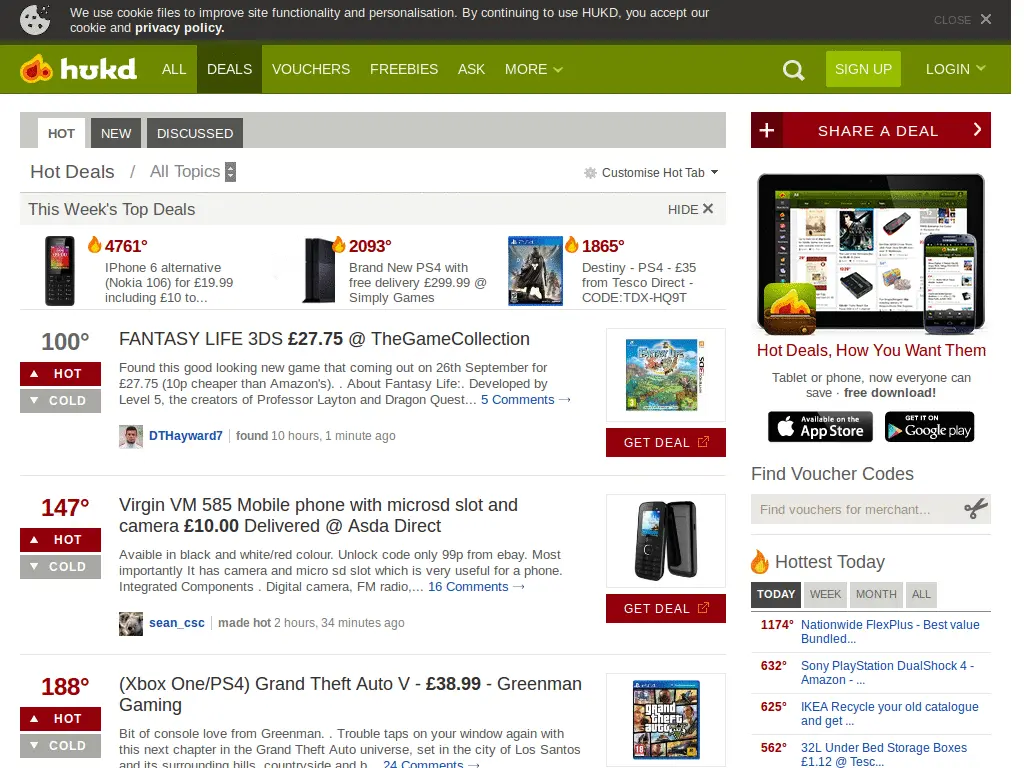 We use cookie files to improve site functionality and personalisation. By continuing to use HUKD, you accept our
cookie and privacy policy.
CLOSE
hukd
ALL DEALS VOUCHERS FREEBIES ASK MORE
SIGN UP LOGIN
HOT NEW DISCUSSED
Hot Deals / All Topics
Customise Hot Tab
This Week's Top Deals
HIDE
4761°
IPhone 6 alternative
(Nokia 106) for £19.99
including £10 to...
2093°
Brand New PS4 with
free delivery £299.99 @
Simply Games
1865°
Destiny - PS4 - £35
from Tesco Direct -
CODE:TDX-HQ9T
100°
HOT
COLD
FANTASY LIFE 3DS £27.75 @ TheGameCollection
Found this good looking new game that coming out on 26th September for
£27.75 (10p cheaper than Amazon's). . About Fantasy Life:. Developed by
Level 5, the creators of Professor Layton and Dragon Quest... 5 Comments →
DTHayward7 found 10 hours, 1 minute ago
GET DEAL
147°
HOT
COLD
Virgin VM 585 Mobile phone with microsd slot and
camera £10.00 Delivered @ Asda Direct
Avaible in black and white/red colour. Unlock code only 99p from ebay. Most
importantly It has camera and micro sd slot which is very useful for a phone.
Integrated Components . Digital camera, FM radio,... 16 Comments →
sean_csc made hot 2 hours, 34 minutes ago
GET DEAL
188°
HOT
COLD
(Xbox One/PS4) Grand Theft Auto V - £38.99 - Greenman
Gaming
Bit of console love from Greenman. . Trouble taps on your window again with
this next chapter in the Grand Theft Auto universe, set in the city of Los Santos
and its surrounding hills, countryside and b... 24 Comments →
grand
theft
auto
SHARE A DEAL
Hot Deals, How You Want Them
Tablet or phone, now everyone can
save · free download!
Available on the
App Store
GET IT ON
Google play
Find Voucher Codes
Find vouchers for merchant...
Hottest Today
TODAY WEEK MONTH ALL
1174° Nationwide FlexPlus - Best value
Bundled...
632° Sony PlayStation DualShock 4 -
Amazon - ...
625° IKEA Recycle your old catalogue
and get ...
562° 32L Under Bed Storage Boxes
£1.12 @ Tesc...